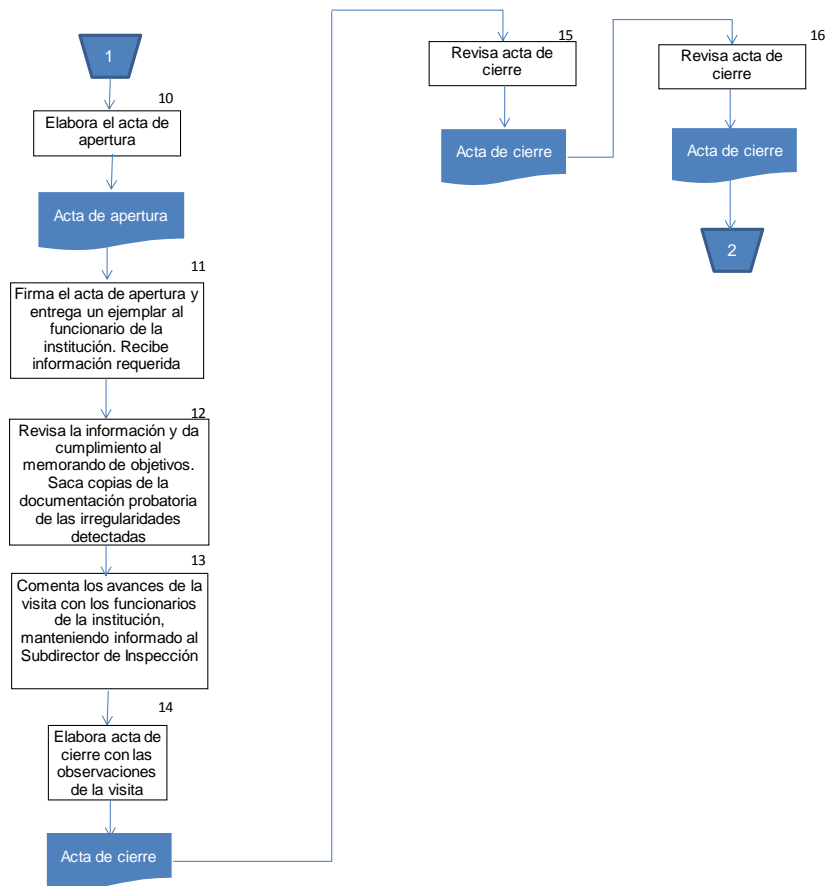 1
10
Elabora el acta de
apertura
Acta de apertura
11
Firma el acta de apertura y
entrega un ejemplar al
funcionario de la
institución. Recibe
información requerida
12
Revisa la información y da
cumplimiento al
memorando de objetivos.
Saca copias de la
documentación probatoria
de las irregularidades
detectadas
13
Comenta los avances de la
visita con los funcionarios
de la institución,
manteniendo informado al
Subdirector de Inspección
14
Elabora acta de
cierre con las
observaciones
de la visita
Acta de cierre
15
Revisa acta de
cierre
Acta de cierre
16
Revisa acta de
cierre
Acta de cierre
2